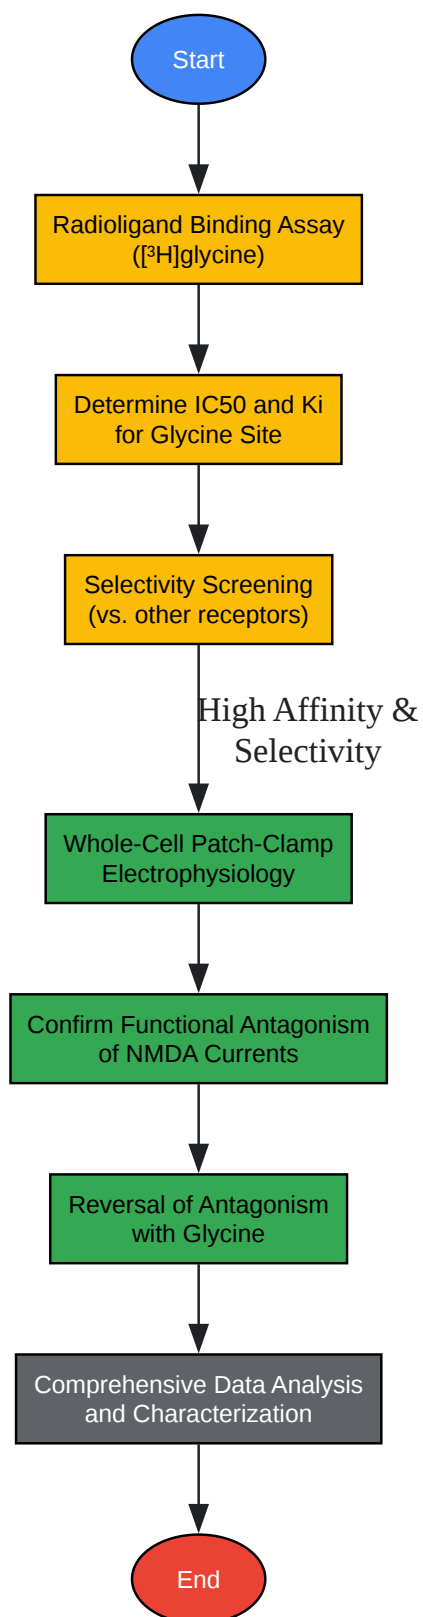 Start
Radioligand Binding Assay
([³H]glycine)
Determine IC50 and Ki
for Glycine Site
Selectivity Screening
(vs. other receptors)
High Affinity &
Selectivity
Whole-Cell Patch-Clamp
Electrophysiology
Confirm Functional Antagonism
of NMDA Currents
Reversal of Antagonism
with Glycine
Comprehensive Data Analysis
and Characterization
End